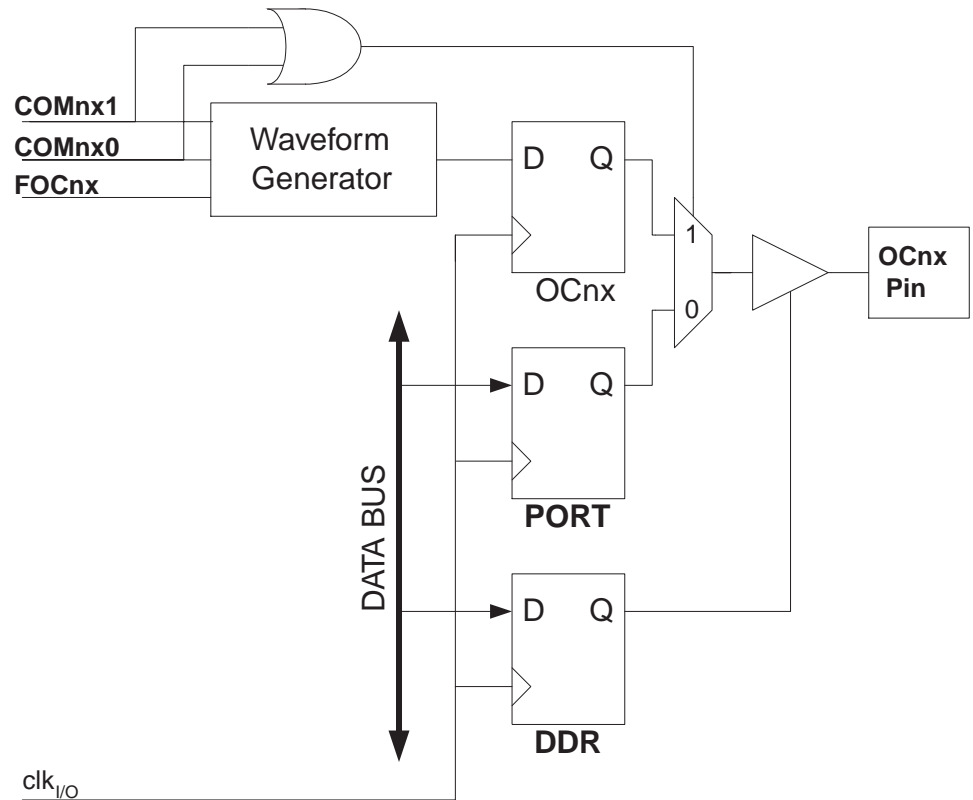 COMnx1
COMnx0
FOCnx
Waveform
Generator
D Q
OCnx
1
0
OCnx
Pin
D Q
PORT
D Q
DDR
DATA BUS
clkI/O